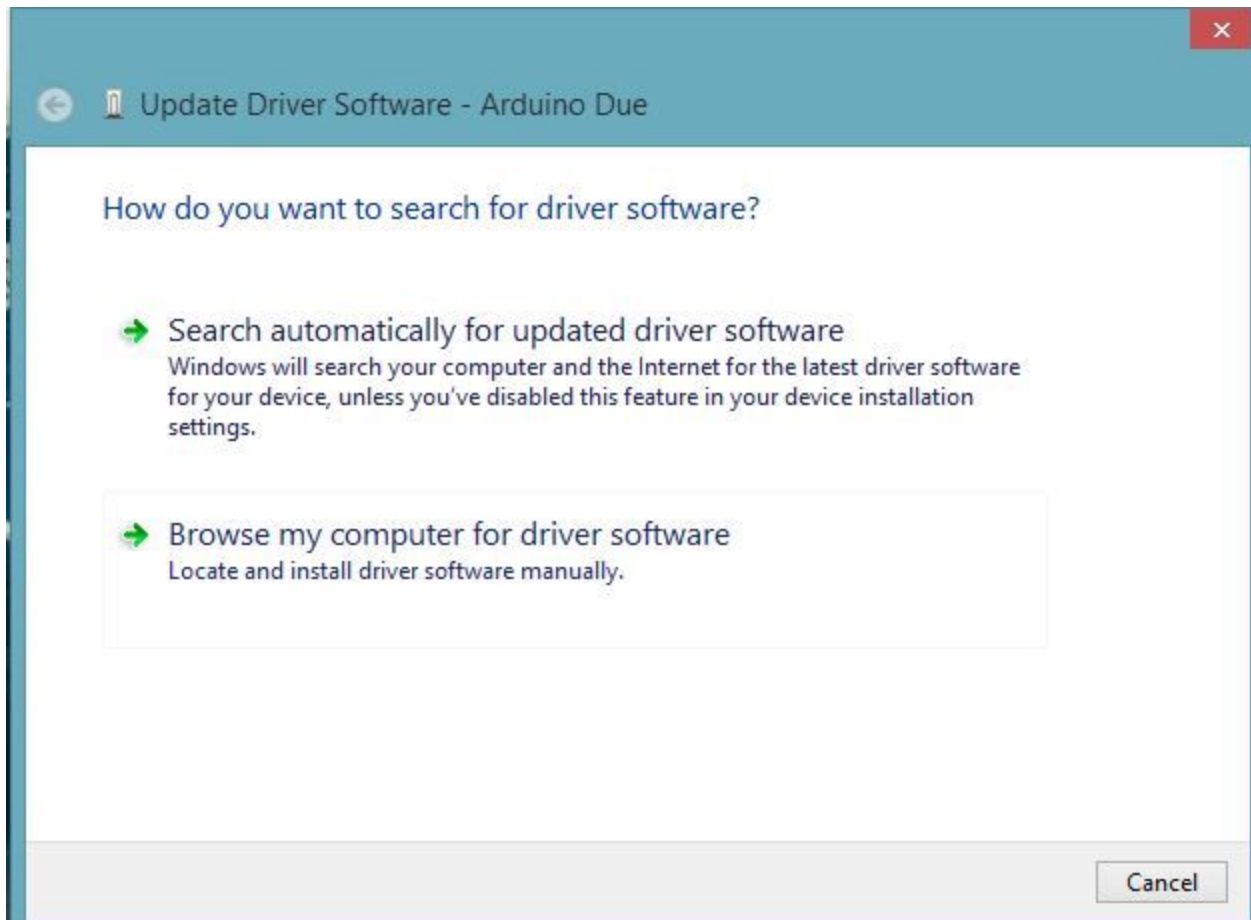 Update Driver Software - Arduino Due
How do you want to search for driver software?
Search automatically for updated driver software
Windows will search your computer and the Internet for the latest driver software
for your device, unless you've disabled this feature in your device installation
settings.
Browse my computer for driver software
Locate and install driver software manually.
Cancel